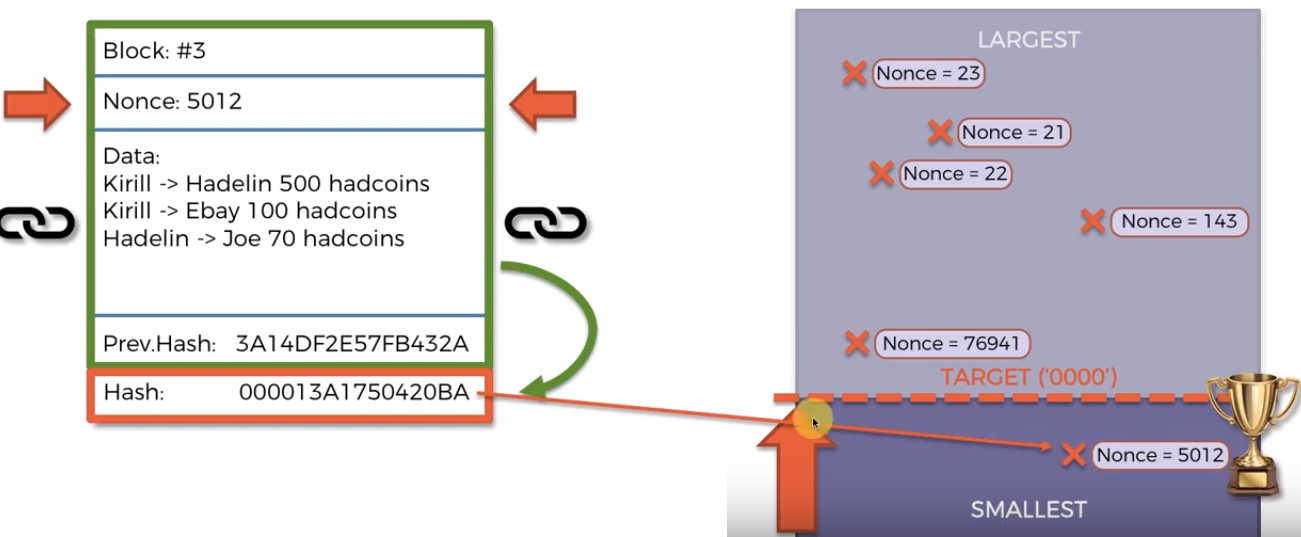 Block: #3
Nonce: 5012
Data:
Kirill -> Hadelin 500 hadcoins
Kirill -> Ebay 100 hadcoins
Hadelin -> Joe 70 hadcoins
Prev.Hash: 3A14DF2E57FB432A
Hash: 000013A1750420BA
LARGEST
Nonce = 23
Nonce = 21
Nonce = 22
Nonce = 143
Nonce = 76941
TARGET ('0000')
Nonce = 5012
SMALLEST